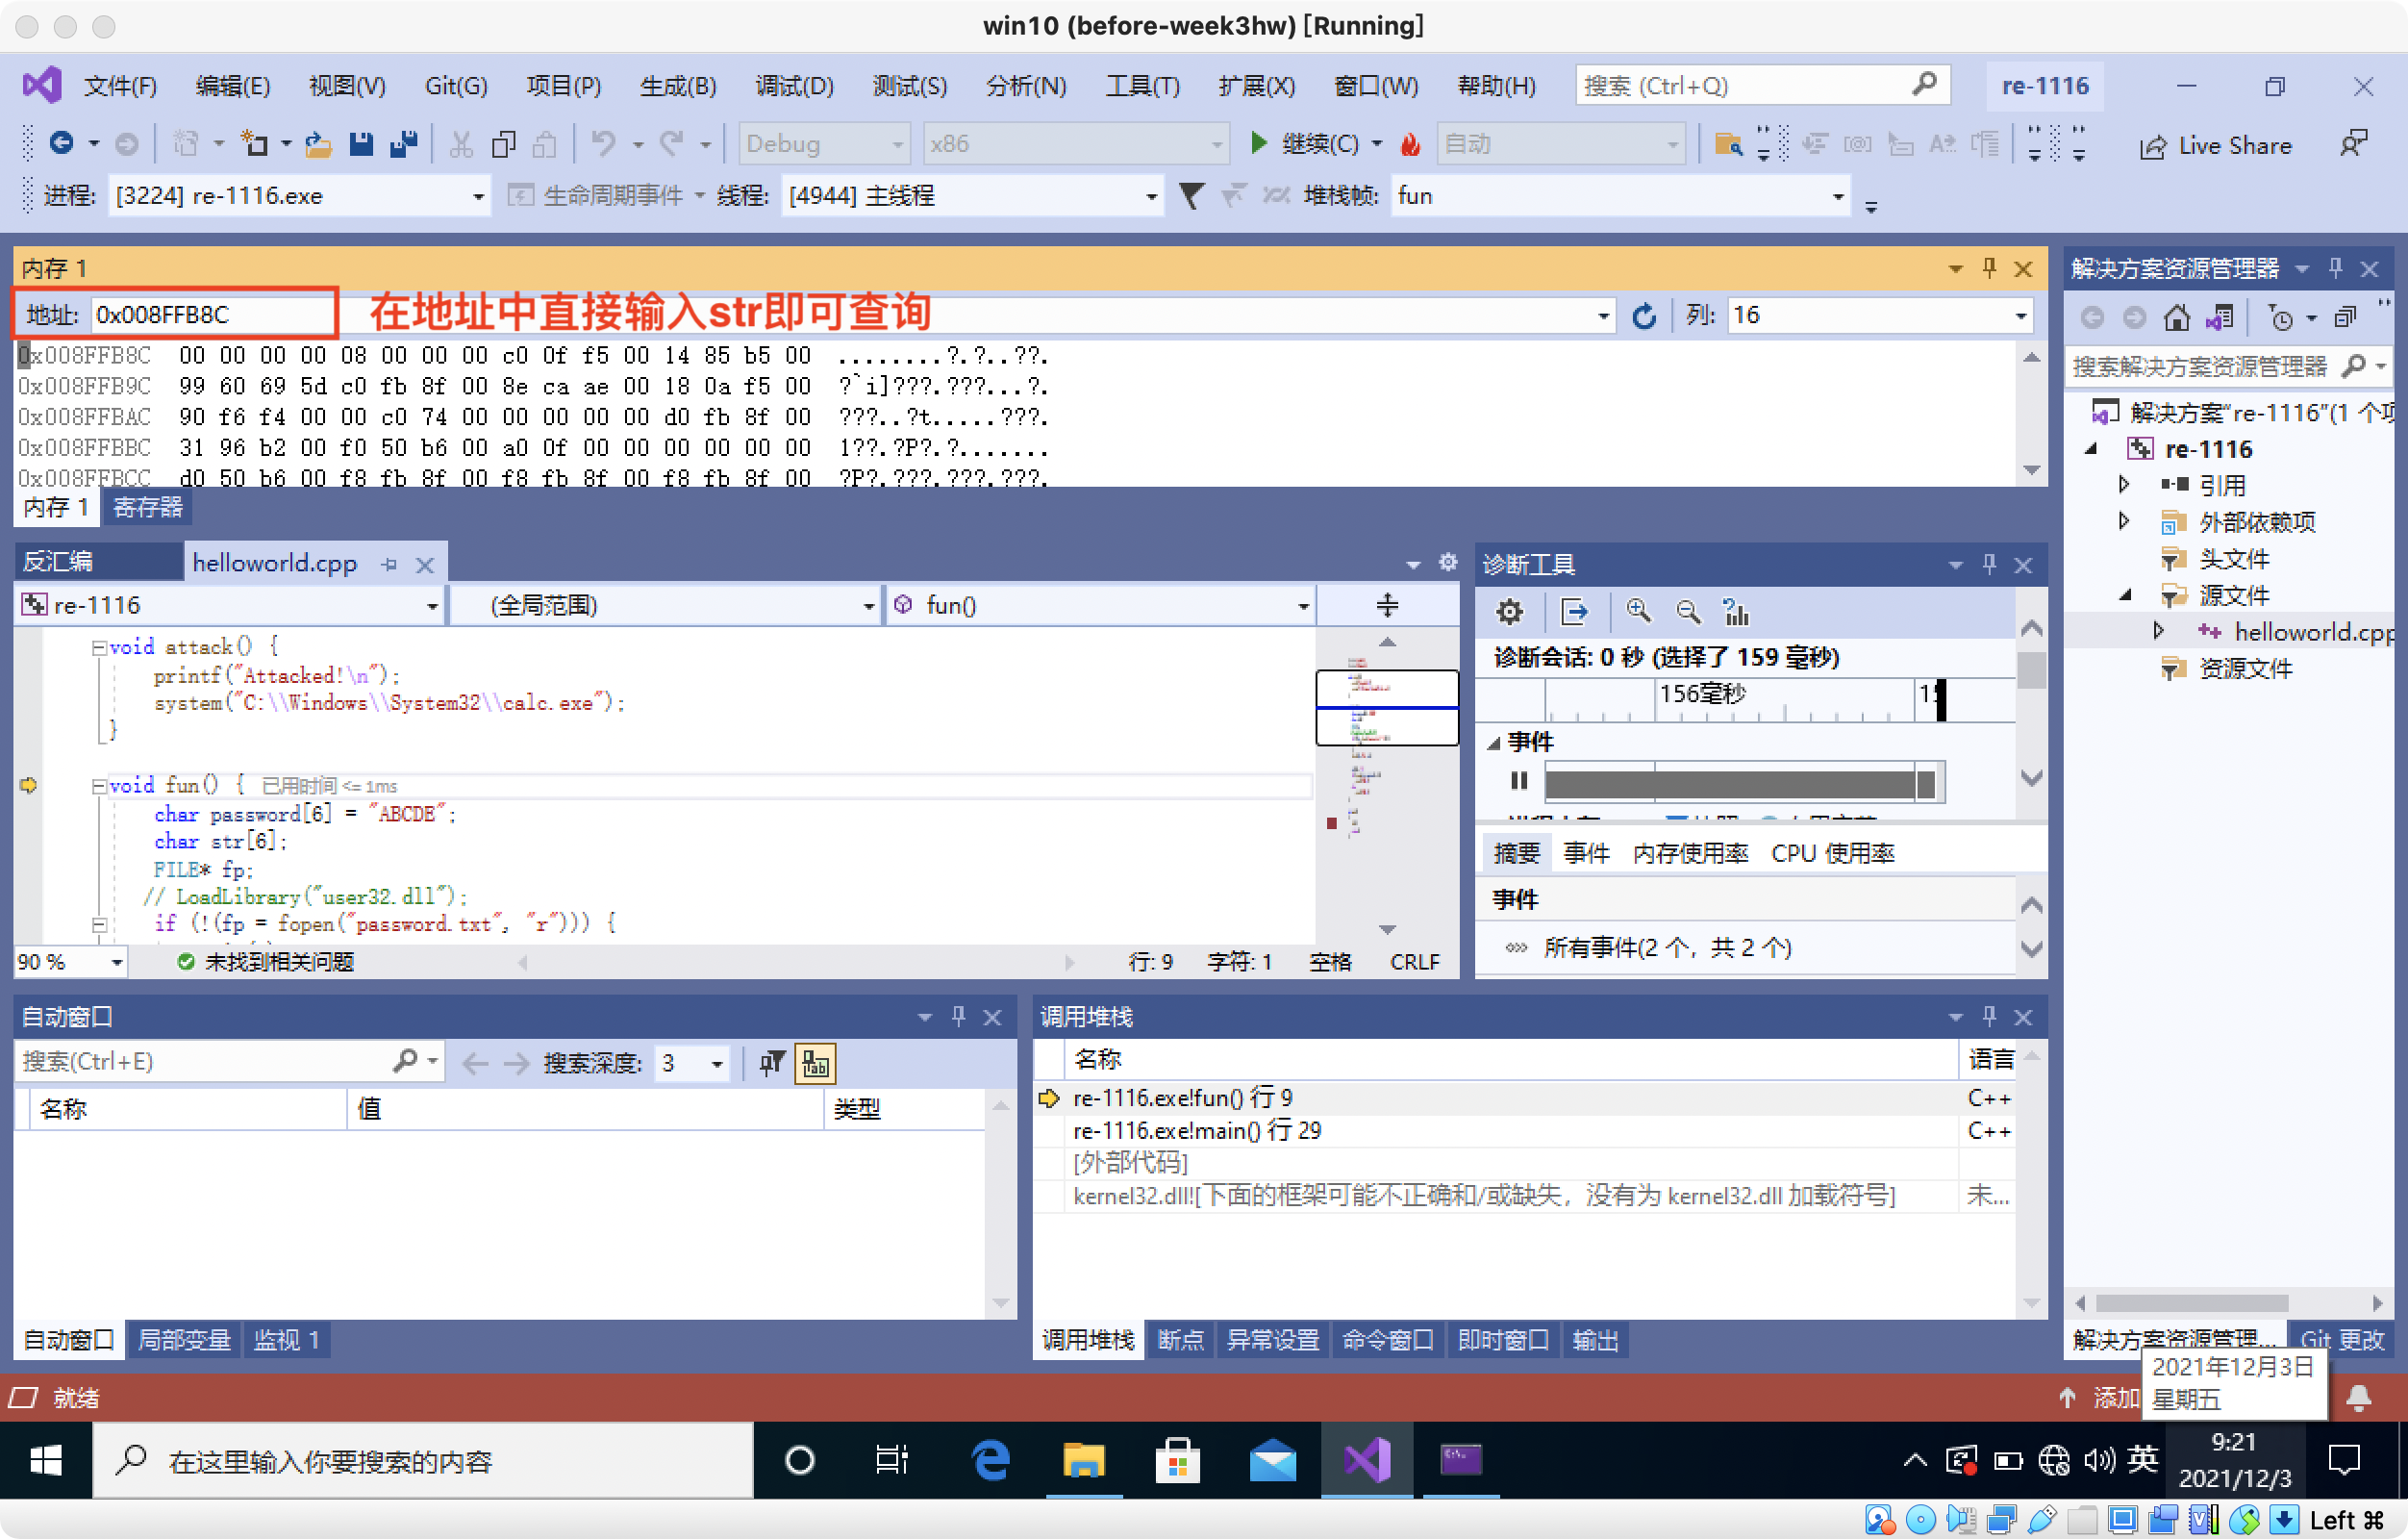 win10 (before-week3hw) [Running]
文件(F) 编辑(E) 视图(V) Git(G) 项目(P) 生成(B) 调试(D) 测试(S) 分析(N) 工具(T) 扩展(X) 窗口(W) 帮助(H) 搜索 (Ctrl+Q) re-1116
Debug x86 继续(C) 自动 Live Share
进程: [3224] re-1116.exe 生命周期事件 线程: [4944] 主线程 堆栈帧: fun
内存 1
地址: 0x008FFB8C 在地址中直接输入str即可查询 列: 16
0x008FFB8C 00 00 00 00 08 00 00 00 c0 0f f5 00 14 85 b5 00 ........?.?..??.
0x008FFB9C 99 60 69 5d c0 fb 8f 00 8e ca ae 00 18 0a f5 00 ?`i]???.???...?.
0x008FFBAC 90 f6 f4 00 00 c0 74 00 00 00 00 00 d0 fb 8f 00 ???..?t.....???.
0x008FFBBC 31 96 b2 00 f0 50 b6 00 a0 0f 00 00 00 00 00 00 1??.?P?.?.......
0x008FFBCC d0 50 b6 00 f8 fb 8f 00 f8 fb 8f 00 f8 fb 8f 00 ?P?.???.???.???.
内存 1 寄存器
反汇编 helloworld.cpp
re-1116 (全局范围) fun()
void attack() {
printf("Attacked!\n");
system("C:\\Windows\\System32\\calc.exe");
}
void fun() { 已用时间 <= 1ms
char password[6] = "ABCDE";
char str[6];
FILE* fp;
// LoadLibrary("user32.dll");
if (!(fp = fopen("password.txt", "r"))) {
90 % 未找到相关问题 行: 9 字符: 1 空格 CRLF
诊断工具
诊断会话: 0 秒 (选择了 159 毫秒)
156毫秒
事件
摘要 事件 内存使用率 CPU 使用率
事件
所有事件(2 个，共 2 个)
解决方案资源管理器
搜索解决方案资源管理器
解决方案"re-1116"(1 个项
re-1116
引用
外部依赖项
头文件
源文件
helloworld.cpp
资源文件
自动窗口
搜索(Ctrl+E) 搜索深度: 3
名称 值 类型
自动窗口 局部变量 监视 1
调用堆栈
名称 语言
re-1116.exe!fun() 行 9 C++
re-1116.exe!main() 行 29 C++
[外部代码]
kernel32.dll![下面的框架可能不正确和/或缺失，没有为 kernel32.dll 加载符号] 未...
调用堆栈 断点 异常设置 命令窗口 即时窗口 输出
解决方案资源管理... Git 更改
2021年12月3日
星期五
就绪 添加
在这里输入你要搜索的内容 英 9:21
2021/12/3
Left ⌘